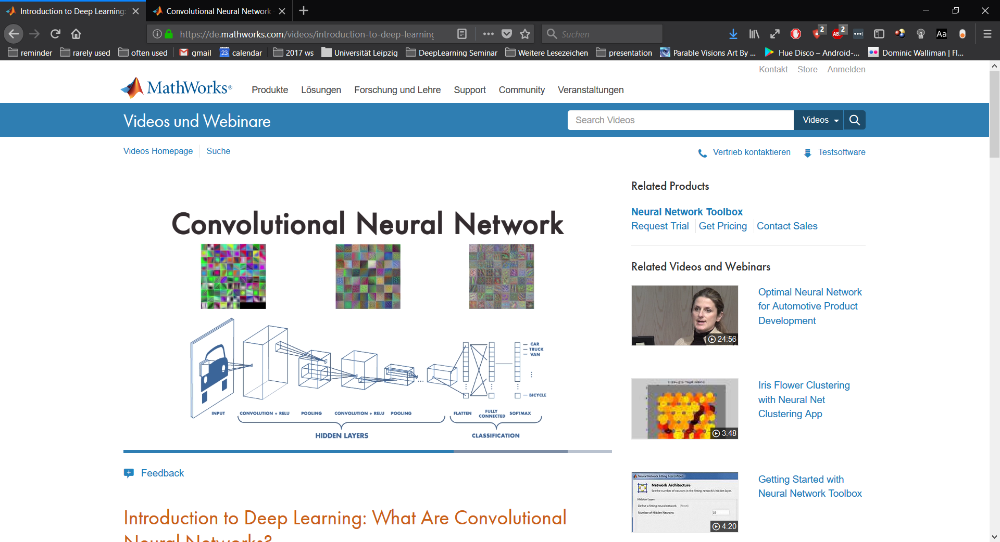 Introduction to Deep Learning:
Convolutional Neural Network
https://de.mathworks.com/videos/introduction-to-deep-learning
Suchen
2
2
Aa
reminder
rarely used
often used
gmail
23 calendar
2017 ws
Universität Leipzig
DeepLearning Seminar
Weitere Lesezeichen
presentation
Parable Visions Art By ...
Hue Disco – Android-...
Dominic Walliman | Fl...
Kontakt Store Anmelden
MathWorks®
Produkte Lösungen Forschung und Lehre Support Community Veranstaltungen
Videos und Webinare
Search Videos
Videos
Videos Homepage Suche
Vertrieb kontaktieren Testsoftware
Convolutional Neural Network
CAR
TRUCK
VAN
BICYCLE
INPUT
CONVOLUTION + RELU
POOLING
CONVOLUTION + RELU
POOLING
FLATTEN
FULLY
CONNECTED
SOFTMAX
HIDDEN LAYERS
CLASSIFICATION
Feedback
Introduction to Deep Learning: What Are Convolutional
Neural Networks?
Related Products
Neural Network Toolbox
Request Trial Get Pricing Contact Sales
Related Videos and Webinars
24:56
Optimal Neural Network
for Automotive Product
Development
3:48
Iris Flower Clustering
with Neural Net
Clustering App
Neural Network Fitting Tool (nftool)
Network Architecture
Set the number of neurons in the fitting network's hidden layer.
Hidden Layer
Define a fitting neural network. (fitnet)
Number of Hidden Neurons: 10
4:20
Getting Started with
Neural Network Toolbox